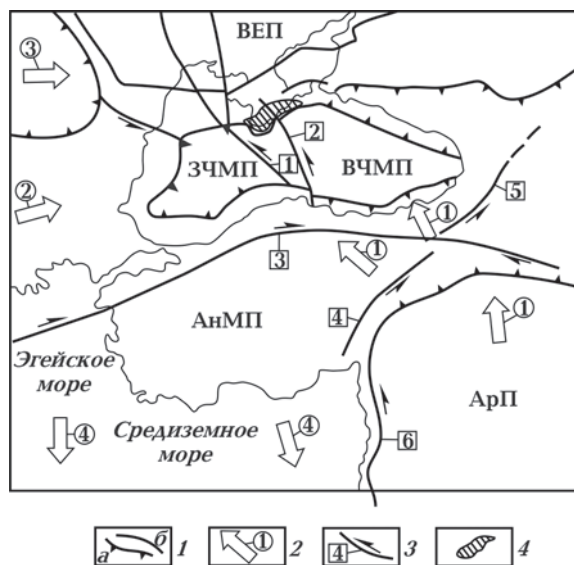 ВЕП
③
2
ЗЧМП
1
ВЧМП
②
5
①
3
①
АнМП
4
①
Эгейское
море
АрП
④
Средиземное
море
④
6
а б 1
① 2
4 3
4